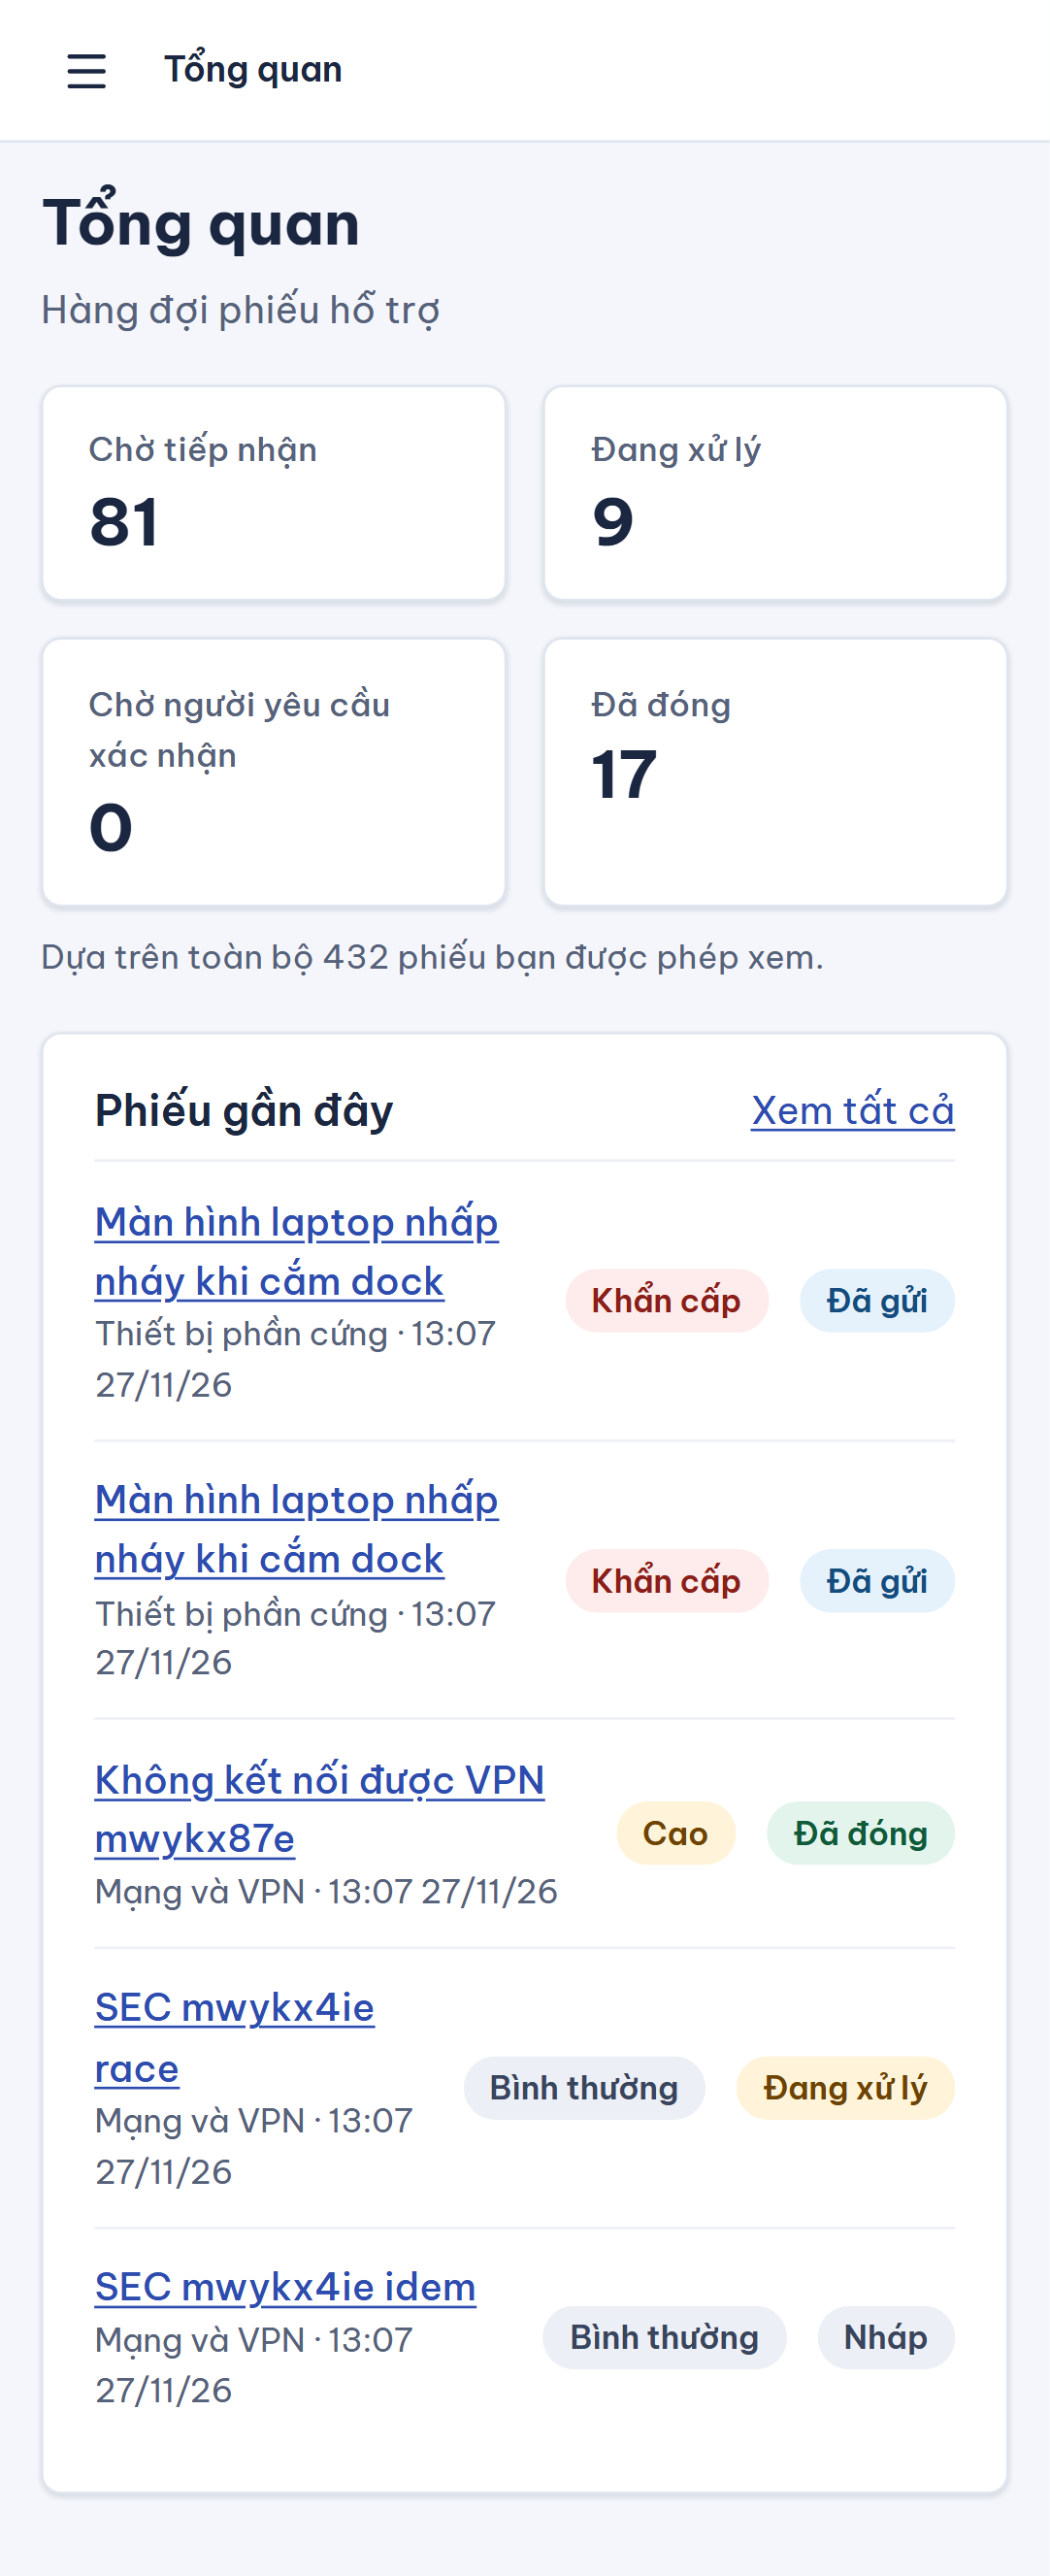 Tổng quan
Tổng quan
Hàng đợi phiếu hỗ trợ
Chờ tiếp nhận
81
Đang xử lý
9
Chờ người yêu cầu
xác nhận
0
Đã đóng
17
Dựa trên toàn bộ 432 phiếu bạn được phép xem.
Phiếu gần đây
Xem tất cả
Màn hình laptop nhấp
nháy khi cắm dock
Thiết bị phần cứng · 13:07
27/11/26
Khẩn cấp
Đã gửi
Màn hình laptop nhấp
nháy khi cắm dock
Thiết bị phần cứng · 13:07
27/11/26
Khẩn cấp
Đã gửi
Không kết nối được VPN
mwykx87e
Mạng và VPN · 13:07 27/11/26
Cao
Đã đóng
SEC mwykx4ie
race
Mạng và VPN · 13:07
27/11/26
Bình thường
Đang xử lý
SEC mwykx4ie idem
Mạng và VPN · 13:07
27/11/26
Bình thường
Nháp